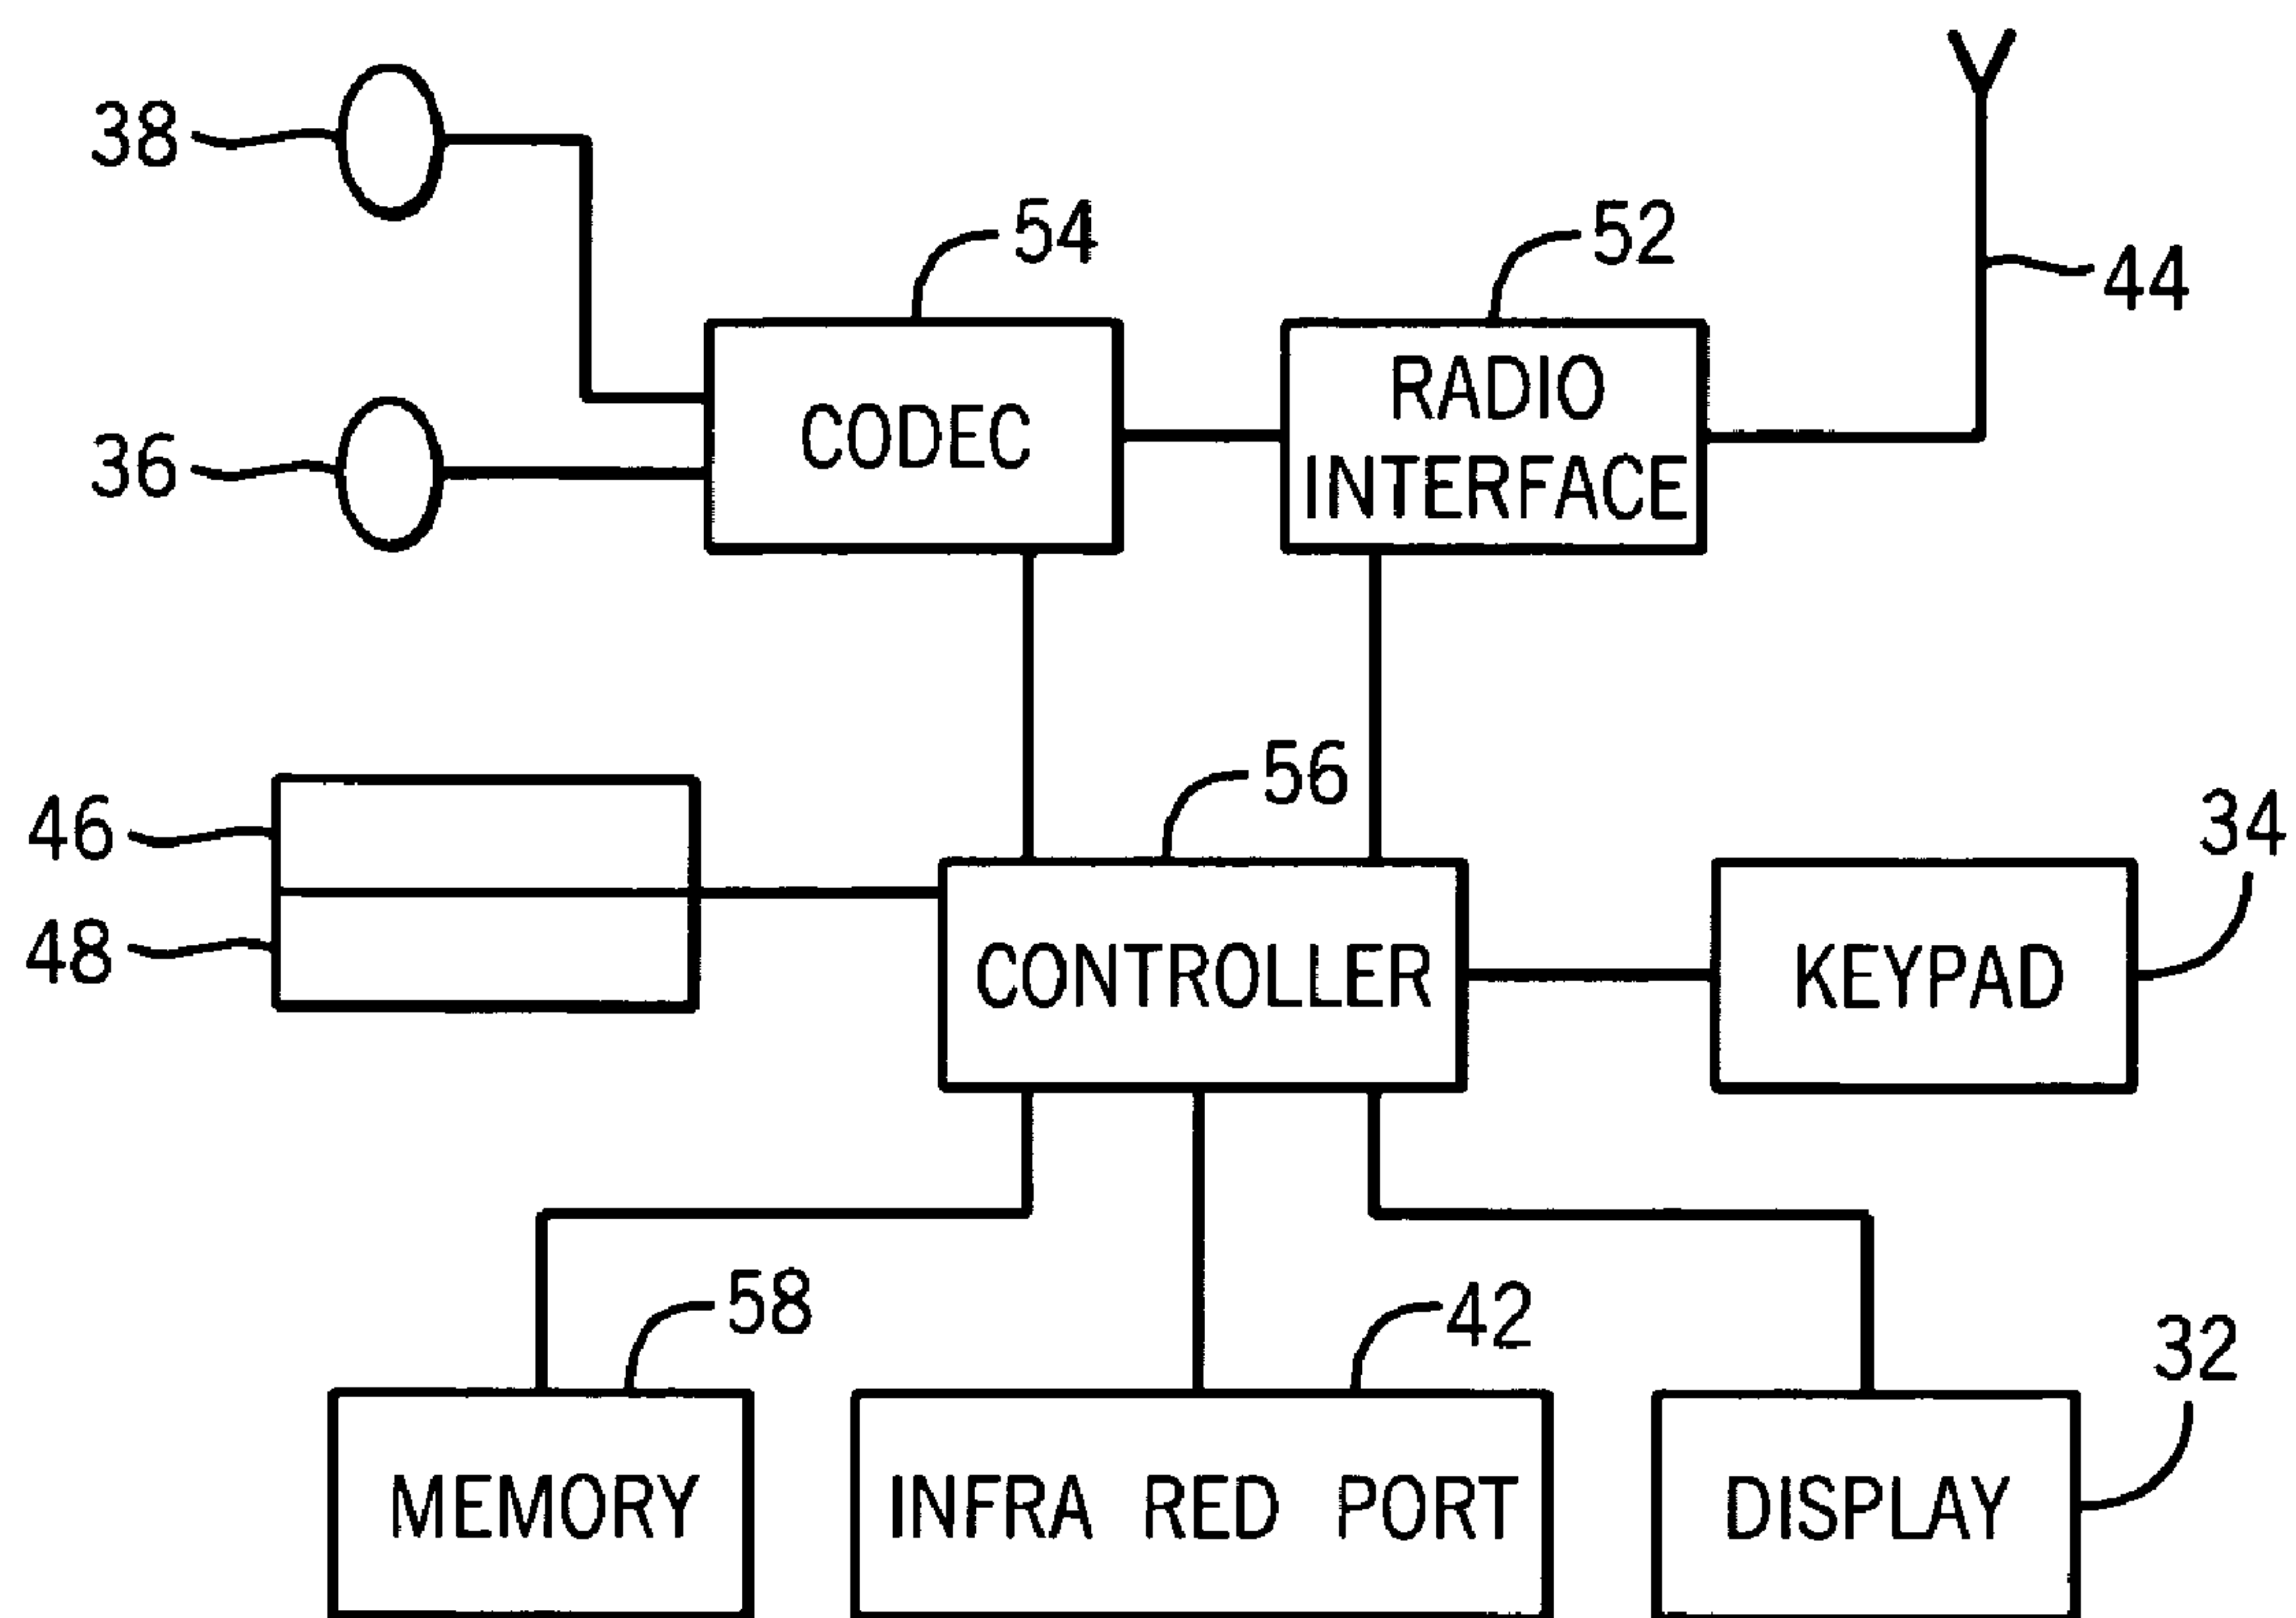 38
54
52
44
CODEC
RADIO
INTERFACE
36
56
46
34
48
CONTROLLER
KEYPAD
58
42
32
MEMORY
INFRA RED PORT
DISPLAY